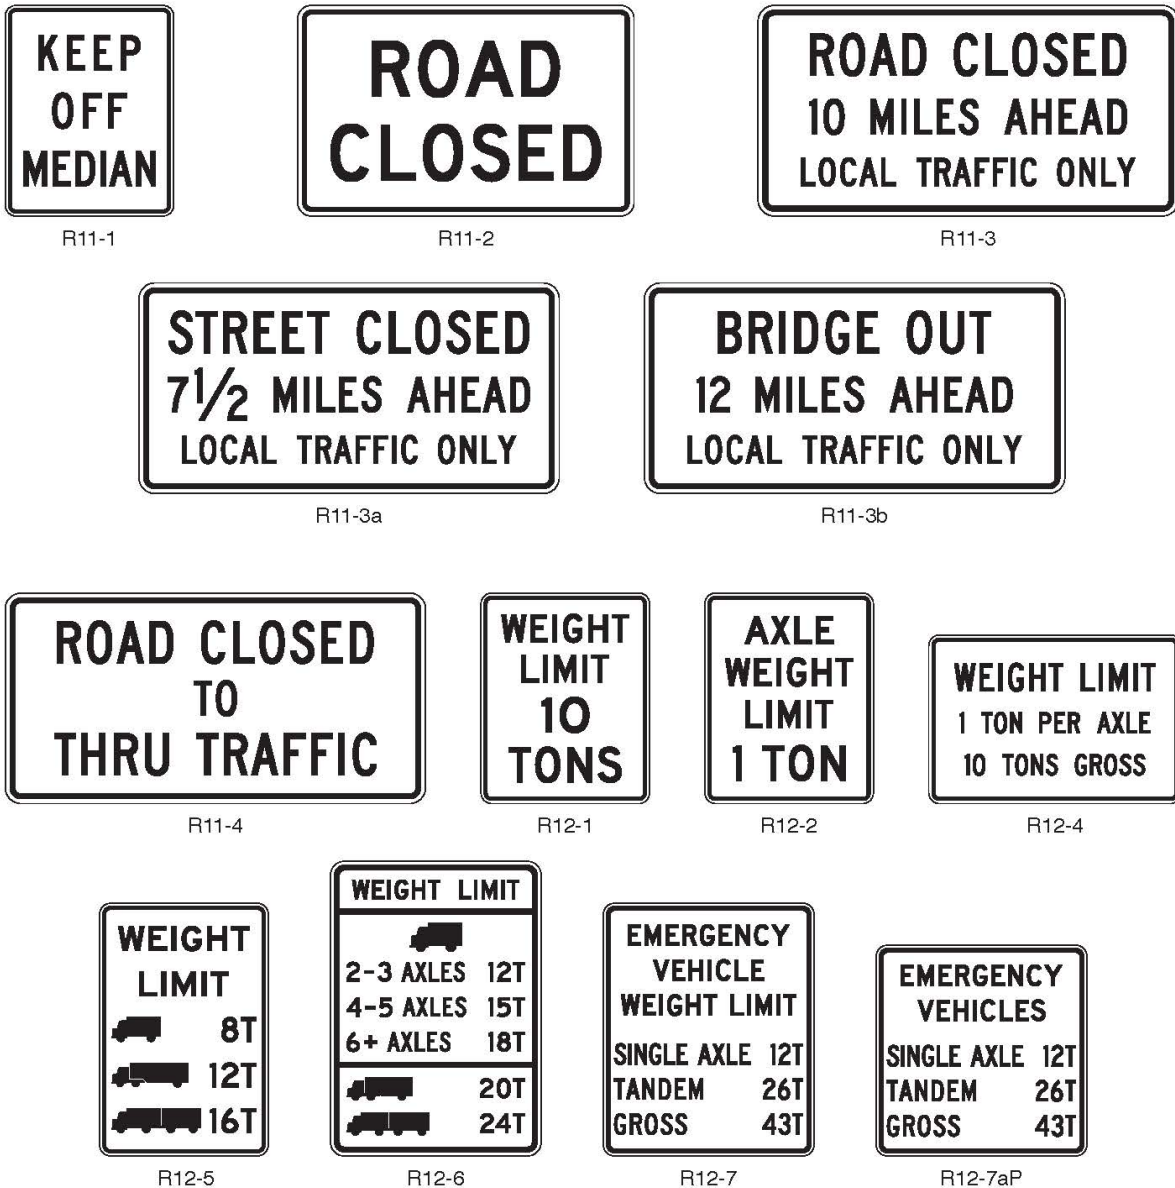 KEEP
OFF
MEDIAN
R11-1
ROAD
CLOSED
R11-2
ROAD CLOSED
10 MILES AHEAD
LOCAL TRAFFIC ONLY
R11-3
STREET CLOSED
7 1/2 MILES AHEAD
LOCAL TRAFFIC ONLY
R11-3a
BRIDGE OUT
12 MILES AHEAD
LOCAL TRAFFIC ONLY
R11-3b
ROAD CLOSED
TO
THRU TRAFFIC
R11-4
WEIGHT
LIMIT
10
TONS
R12-1
AXLE
WEIGHT
LIMIT
1 TON
R12-2
WEIGHT LIMIT
1 TON PER AXLE
10 TONS GROSS
R12-4
WEIGHT
LIMIT
8T
12T
16T
R12-5
WEIGHT LIMIT
2-3 AXLES 12T
4-5 AXLES 15T
6+ AXLES 18T
20T
24T
R12-6
EMERGENCY
VEHICLE
WEIGHT LIMIT
SINGLE AXLE 12T
TANDEM 26T
GROSS 43T
R12-7
EMERGENCY
VEHICLES
SINGLE AXLE 12T
TANDEM 26T
GROSS 43T
R12-7aP